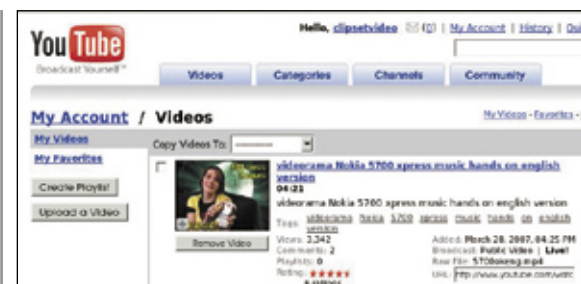 Hello, clipsetvideo (0) | My Account | History |
You Tube
Broadcast Yourself™
Videos Categories Channels Community
My Account / Videos
My Videos - Favorites -
My Videos
My Favorites
Create Playlist
Upload a Video
Copy Videos To:
videorama Nokia 5700 xpress music hands on english
version
04:21
videorama Nokia 5700 xpress music hands on english version
Tags: videorama Nokia 5700 xpress music hands on english
version
Remove Video
Views: 3,342
Comments: 2
Playlists: 0
Rating:
Added: March 28, 2007, 04:25 PM
Broadcast: Public Video | Live!
Raw File: 5700okeng.mp4
URL: http://www.youtube.com/watc